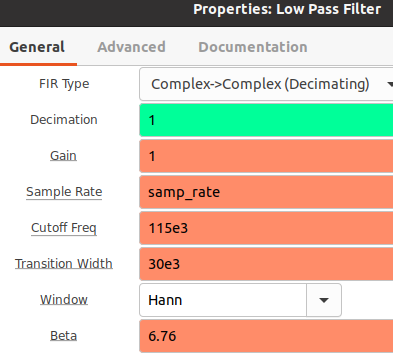 Properties: Low Pass Filter
General Advanced Documentation
FIR Type Complex->Complex (Decimating)
Decimation 1
Gain 1
Sample Rate samp_rate
Cutoff Freq 115e3
Transition Width 30e3
Window Hann
Beta 6.76